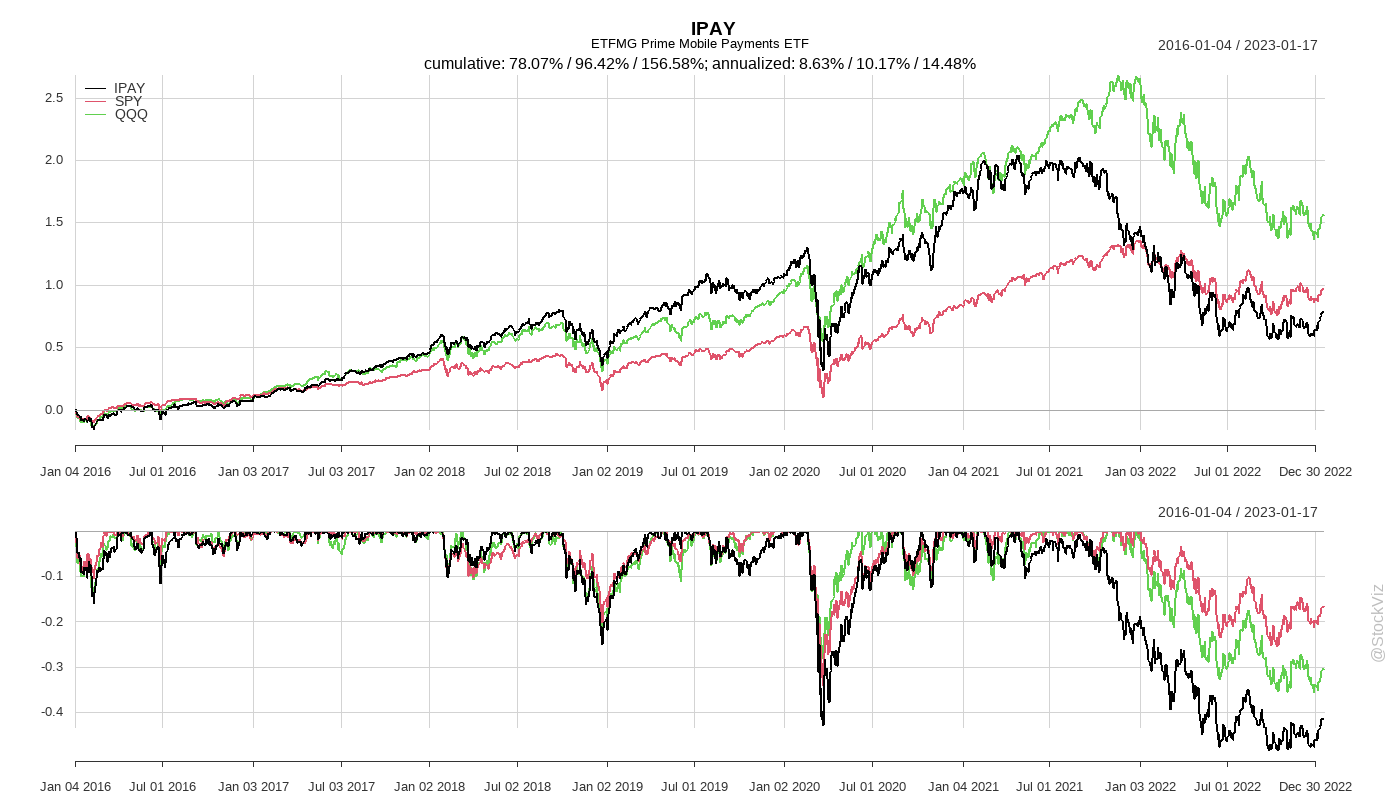 IPAY
ETFMG Prime Mobile Payments ETF
2016-01-04 / 2023-01-17
cumulative: 78.07% / 96.42% / 156.58%; annualized: 8.63% / 10.17% / 14.48%
IPAY
SPY
QQQ
2.5
2.0
1.5
1.0
0.5
0.0
Jan 04 2016 Jul 01 2016 Jan 03 2017 Jul 03 2017 Jan 02 2018 Jul 02 2018 Jan 02 2019 Jul 01 2019 Jan 02 2020 Jul 01 2020 Jan 04 2021 Jul 01 2021 Jan 03 2022 Jul 01 2022 Dec 30 2022
2016-01-04 / 2023-01-17
-0.1
-0.2
-0.3
-0.4
Jan 04 2016 Jul 01 2016 Jan 03 2017 Jul 03 2017 Jan 02 2018 Jul 02 2018 Jan 02 2019 Jul 01 2019 Jan 02 2020 Jul 01 2020 Jan 04 2021 Jul 01 2021 Jan 03 2022 Jul 01 2022 Dec 30 2022
@StockViz